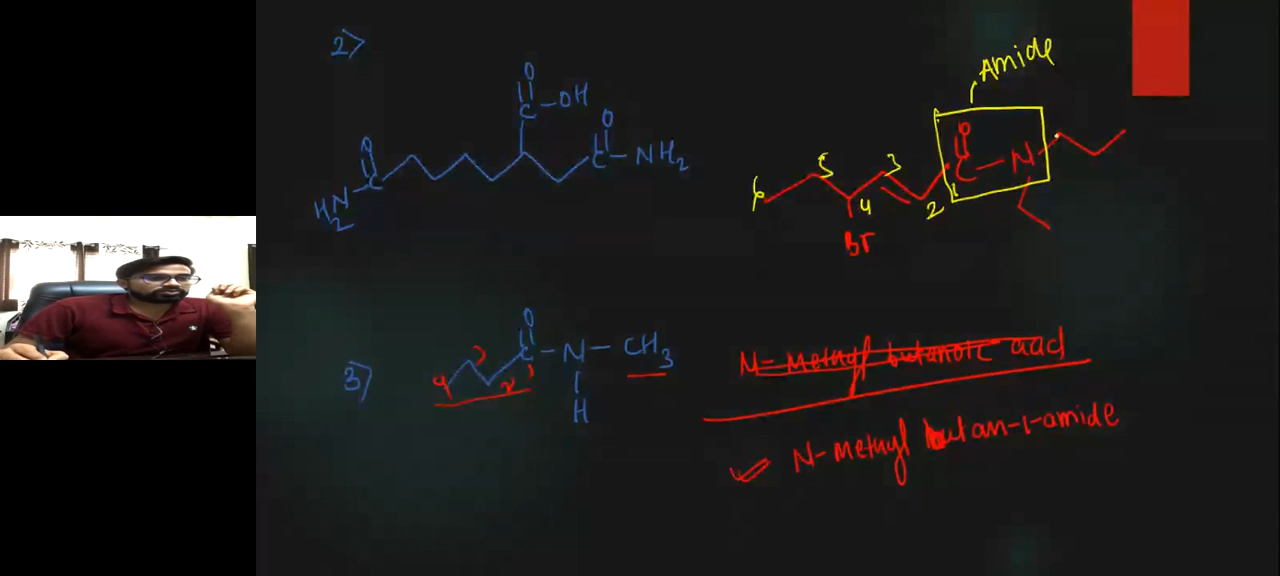 2>
O
C-OH
O
C-NH2
O
C
H2N
Amide
O
C-N
1
2
3
4
5
6
Br
3>
O
C-N-CH3
H
1
2
3
4
N-methyl butanoic acid
N-methyl butan-1-amide